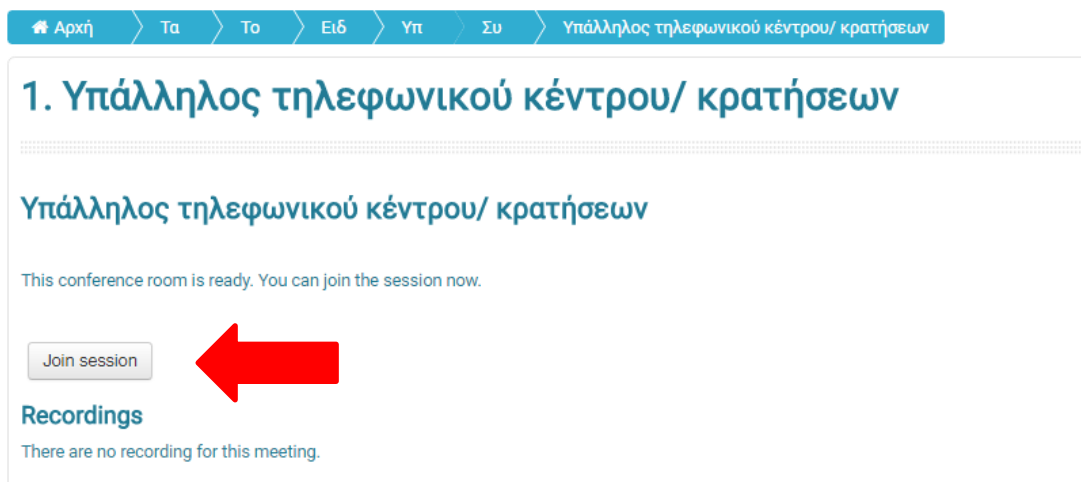 Αρχή Τα Το Ειδ Υπ Συ Υπάλληλος τηλεφωνικού κέντρου/ κρατήσεων
1. Υπάλληλος τηλεφωνικού κέντρου/ κρατήσεων
Υπάλληλος τηλεφωνικού κέντρου/ κρατήσεων
This conference room is ready. You can join the session now.
Join session
Recordings
There are no recording for this meeting.